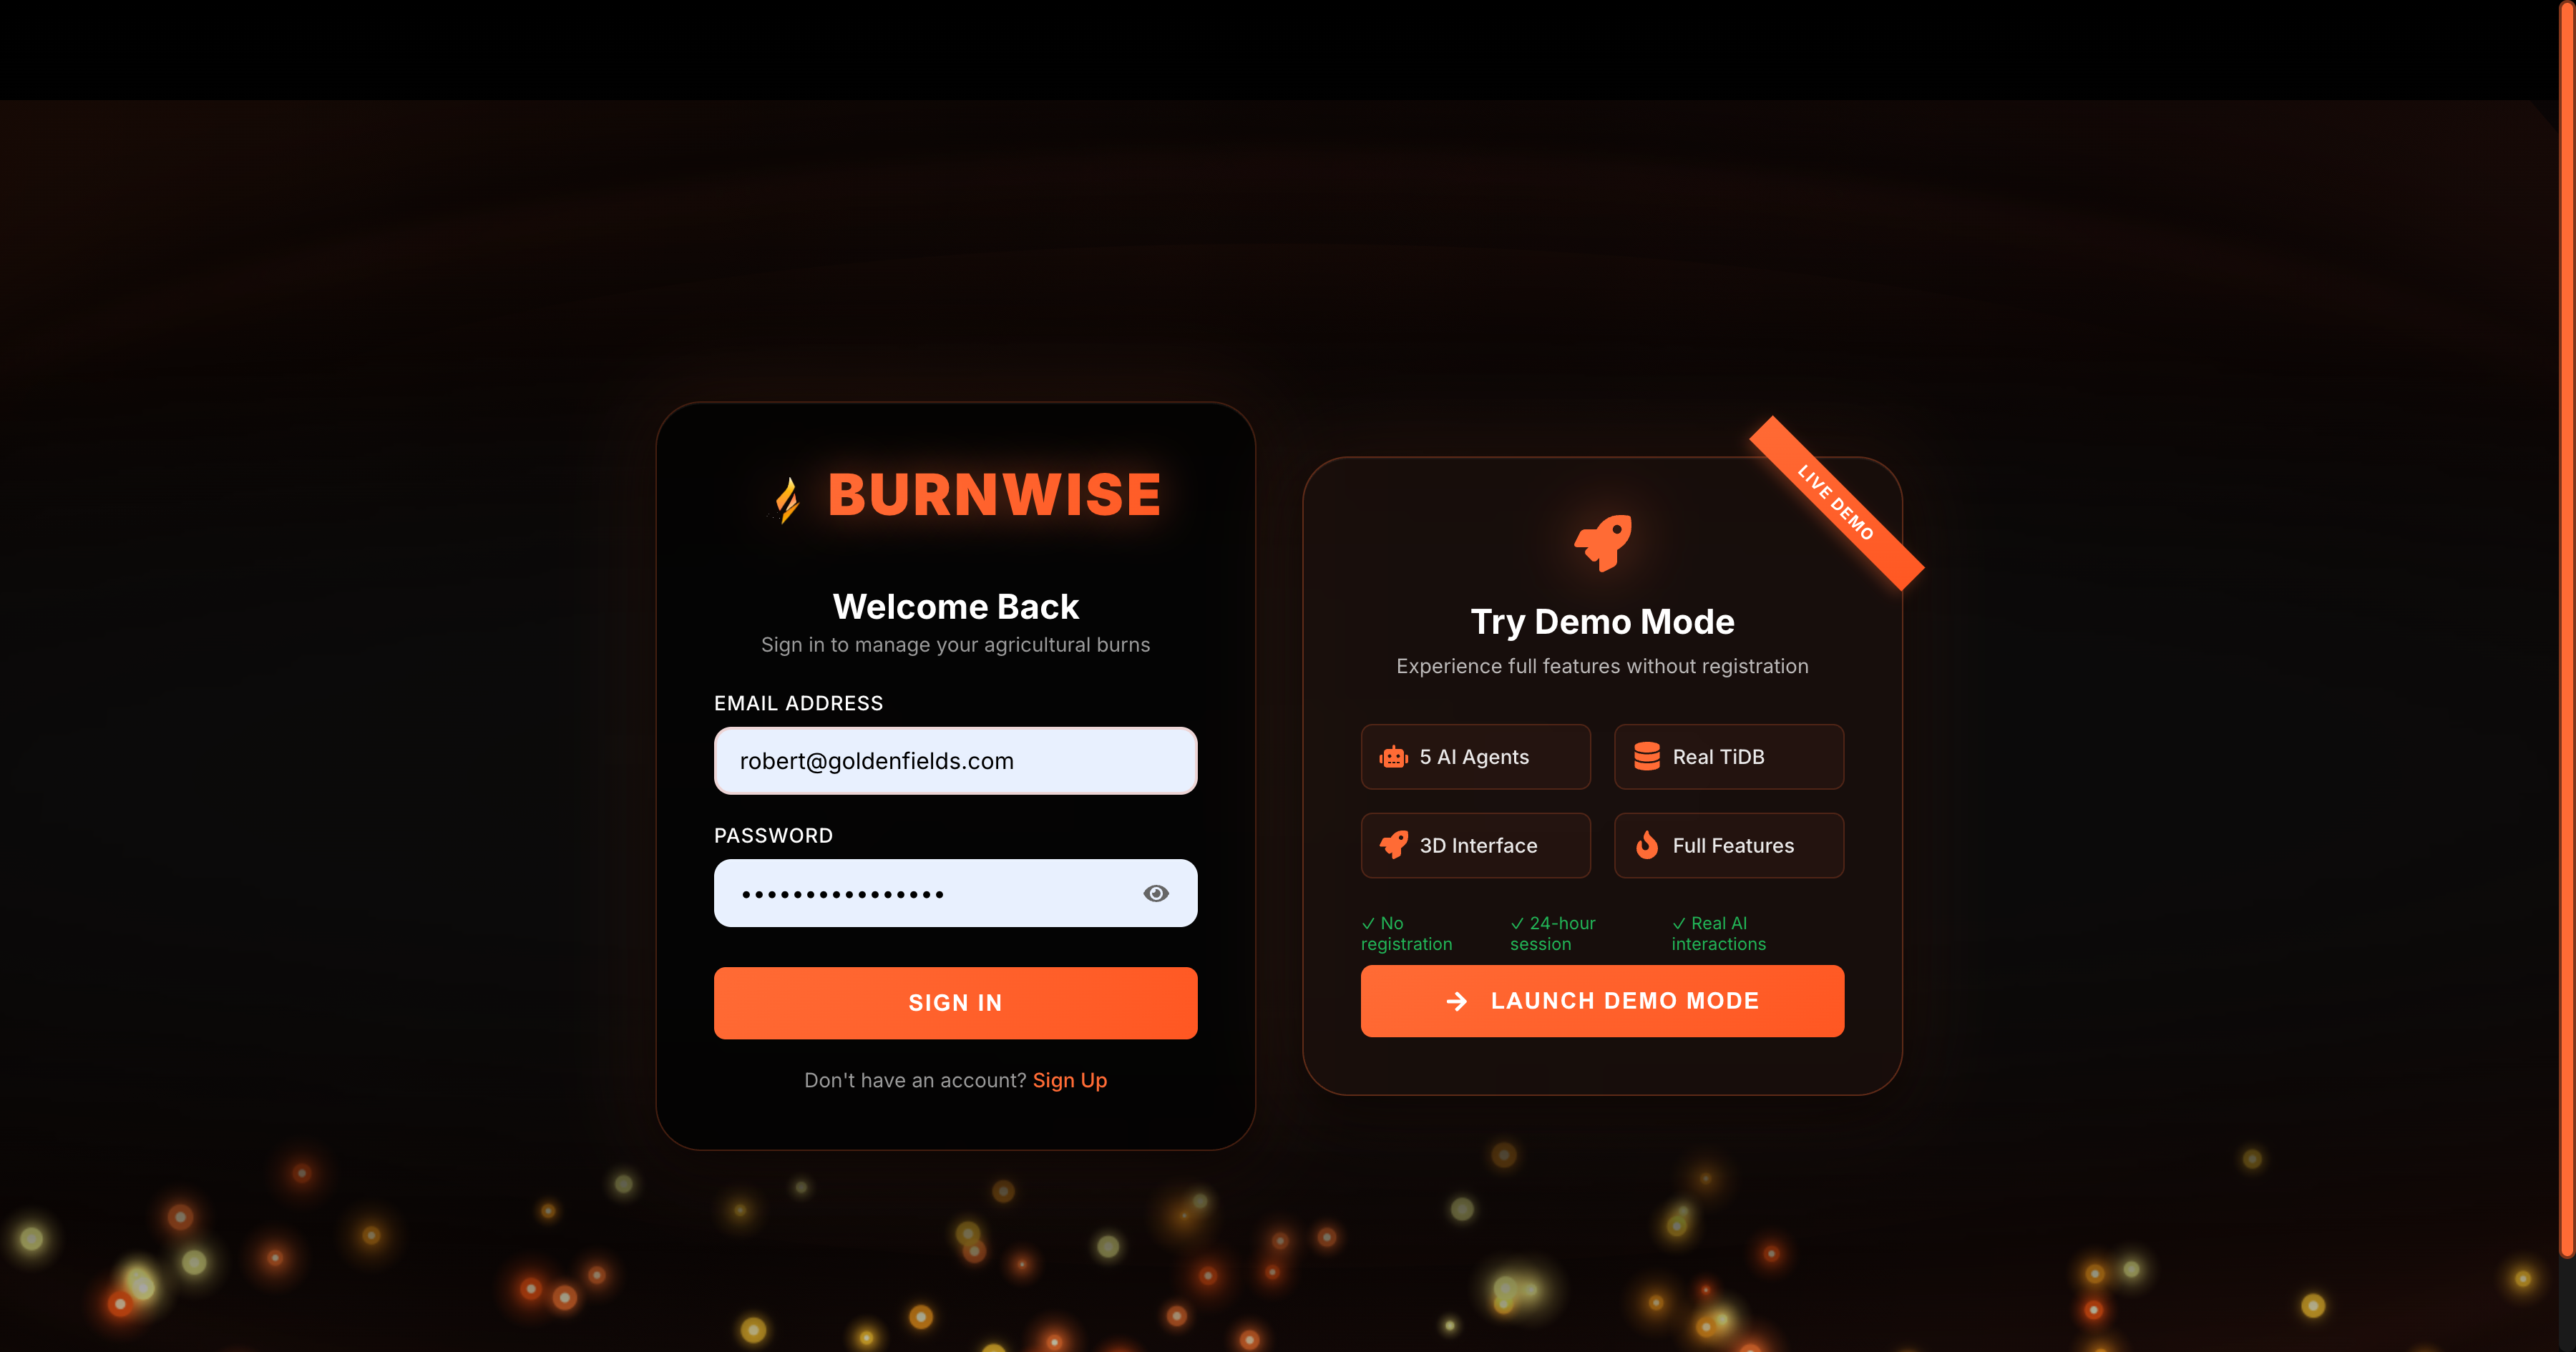 BURNWISE
Welcome Back
Sign in to manage your agricultural burns
EMAIL ADDRESS
robert@goldenfields.com
PASSWORD
••••••••••••••••
SIGN IN
Don't have an account? Sign Up
LIVE DEMO
Try Demo Mode
Experience full features without registration
5 AI Agents
Real TiDB
3D Interface
Full Features
✓ No
registration
✓ 24-hour
session
✓ Real AI
interactions
→ LAUNCH DEMO MODE